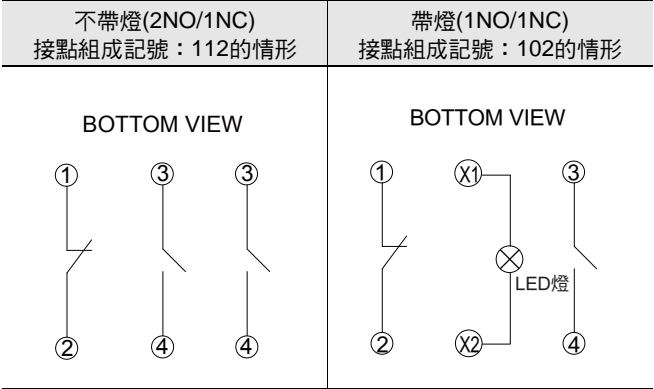 不帶燈(2NO/1NC)
接點組成記號：112的情形
帶燈(1NO/1NC)
接點組成記號：102的情形
BOTTOM VIEW
1 3 3
2 4 4
BOTTOM VIEW
1 X1 3
LED燈
2 X2 4